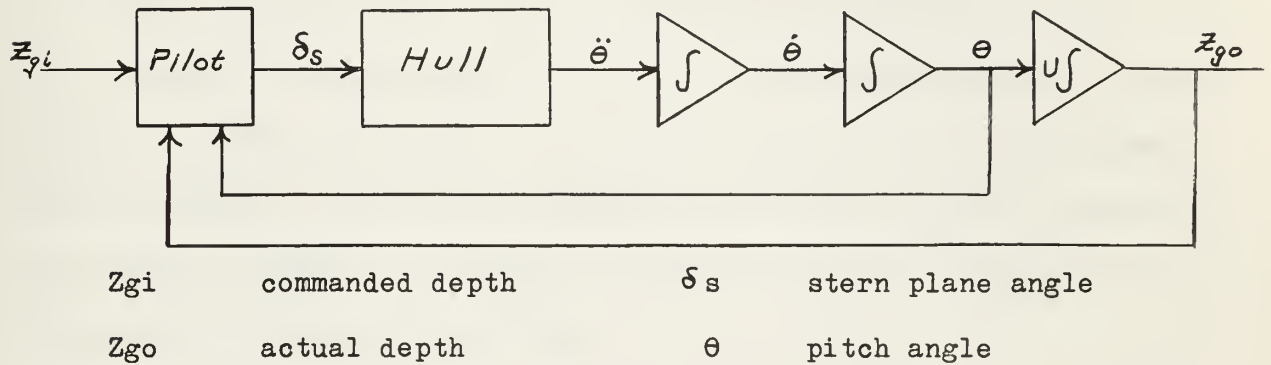 Zgi Pilot δs Hull θ̈ ∫ θ̇ ∫ θ U∫ Zgo
Zgi commanded depth δs stern plane angle
Zgo actual depth θ pitch angle